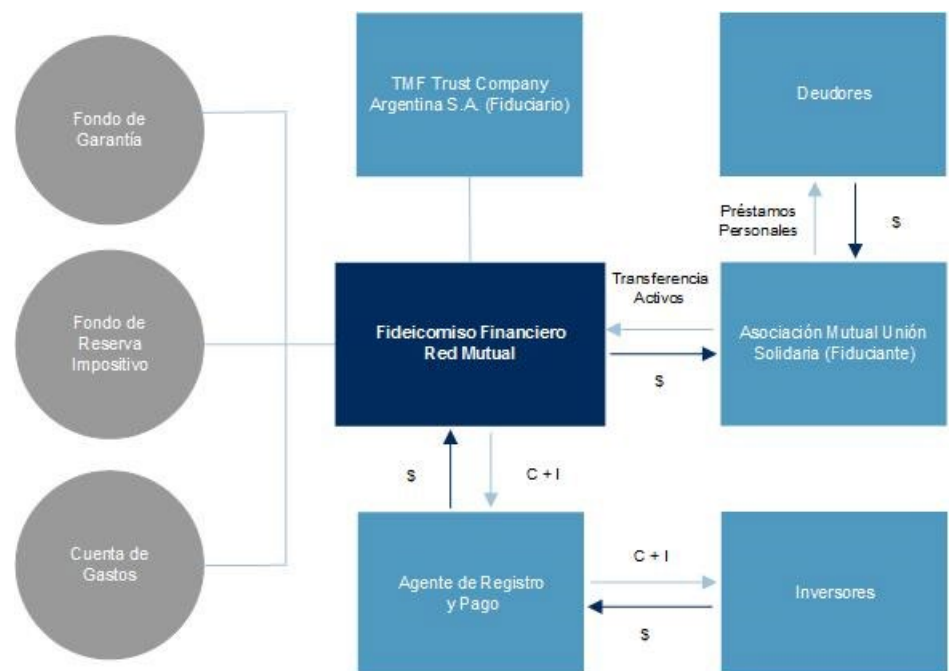 TMF Trust Company
Argentina S.A. (Fiduciario)
Deudores
Fondo de
Garantía
Préstamos
Personales
$
Transferencia
Activos
Fideicomiso Financiero
Red Mutual
Asociación Mutual Unión
Solidaria (Fiduciante)
Fondo de
Reserva
Impositivo
$
$
C + I
Cuenta de
Gastos
Agente de Registro
y Pago
C + I
$
Inversores